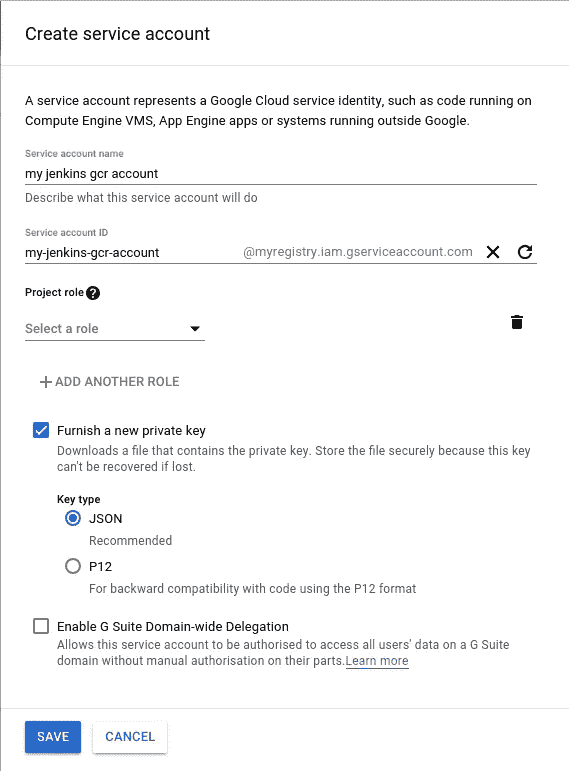 Create service account
A service account represents a Google Cloud service identity, such as code running on
Compute Engine VMS, App Engine apps or systems running outside Google.
Service account name
my jenkins gcr account
Describe what this service account will do
Service account ID
my-jenkins-gcr-account @myregistry.iam.gserviceaccount.com
Project role ?
Select a role
+ ADD ANOTHER ROLE
Furnish a new private key
Downloads a file that contains the private key. Store the file securely because this key
can't be recovered if lost.
Key type
JSON
Recommended
P12
For backward compatibility with code using the P12 format
Enable G Suite Domain-wide Delegation
Allows this service account to be authorised to access all users' data on a G Suite
domain without manual authorisation on their parts.Learn more
SAVE CANCEL